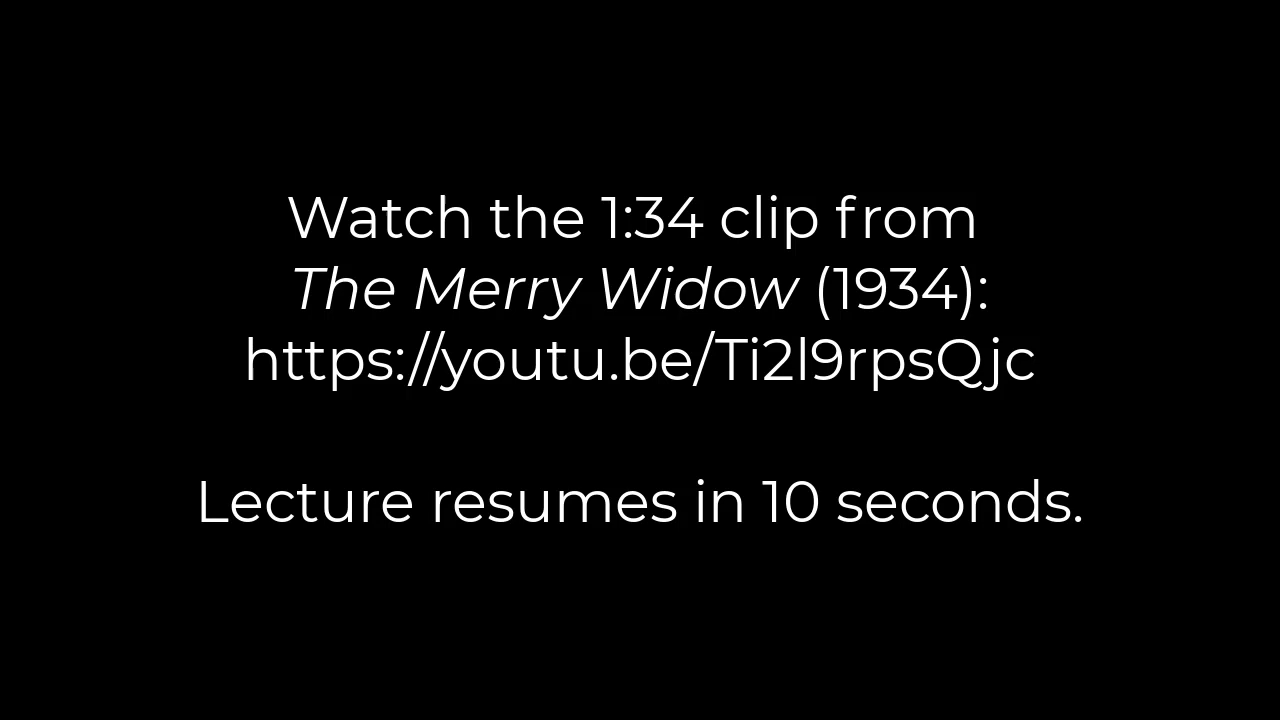 Watch the 1:34 clip from
The Merry Widow (1934):
https://youtu.be/Ti2l9rpsQjc
Lecture resumes in 10 seconds.